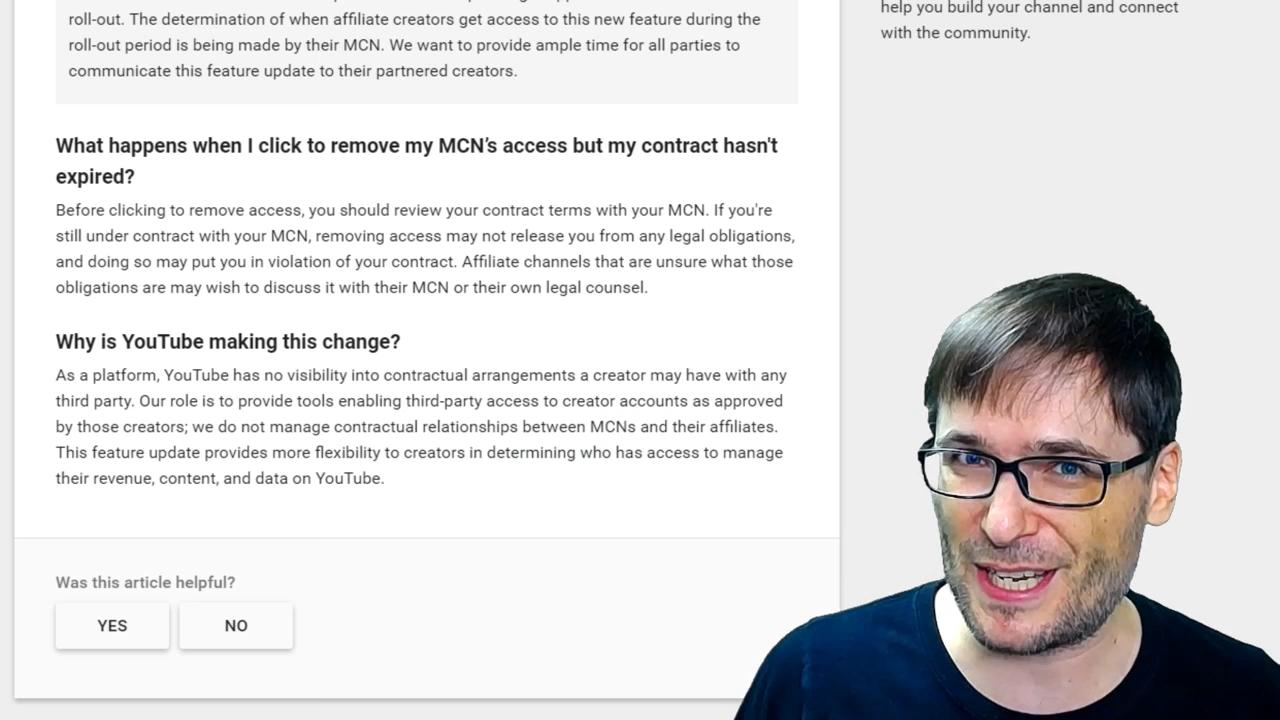 roll-out. The determination of when affiliate creators get access to this new feature during the
roll-out period is being made by their MCN. We want to provide ample time for all parties to
communicate this feature update to their partnered creators.
What happens when I click to remove my MCN’s access but my contract hasn't
expired?
Before clicking to remove access, you should review your contract terms with your MCN. If you're
still under contract with your MCN, removing access may not release you from any legal obligations,
and doing so may put you in violation of your contract. Affiliate channels that are unsure what those
obligations are may wish to discuss it with their MCN or their own legal counsel.
Why is YouTube making this change?
As a platform, YouTube has no visibility into contractual arrangements a creator may have with any
third party. Our role is to provide tools enabling third-party access to creator accounts as approved
by those creators; we do not manage contractual relationships between MCNs and their affiliates.
This feature update provides more flexibility to creators in determining who has access to manage
their revenue, content, and data on YouTube.
Was this article helpful?
YES
NO
help you build your channel and connect
with the community.